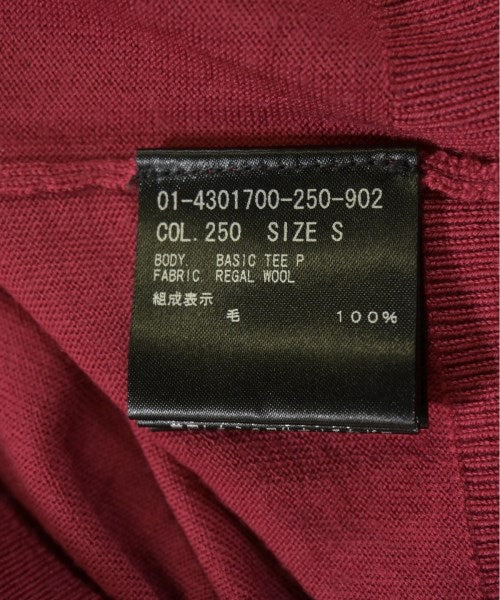 01-4301700-250-902
COL. 250 SIZE S
BODY. BASIC TEE P
FABRIC. REGAL WOOL
組成表示
毛 100%